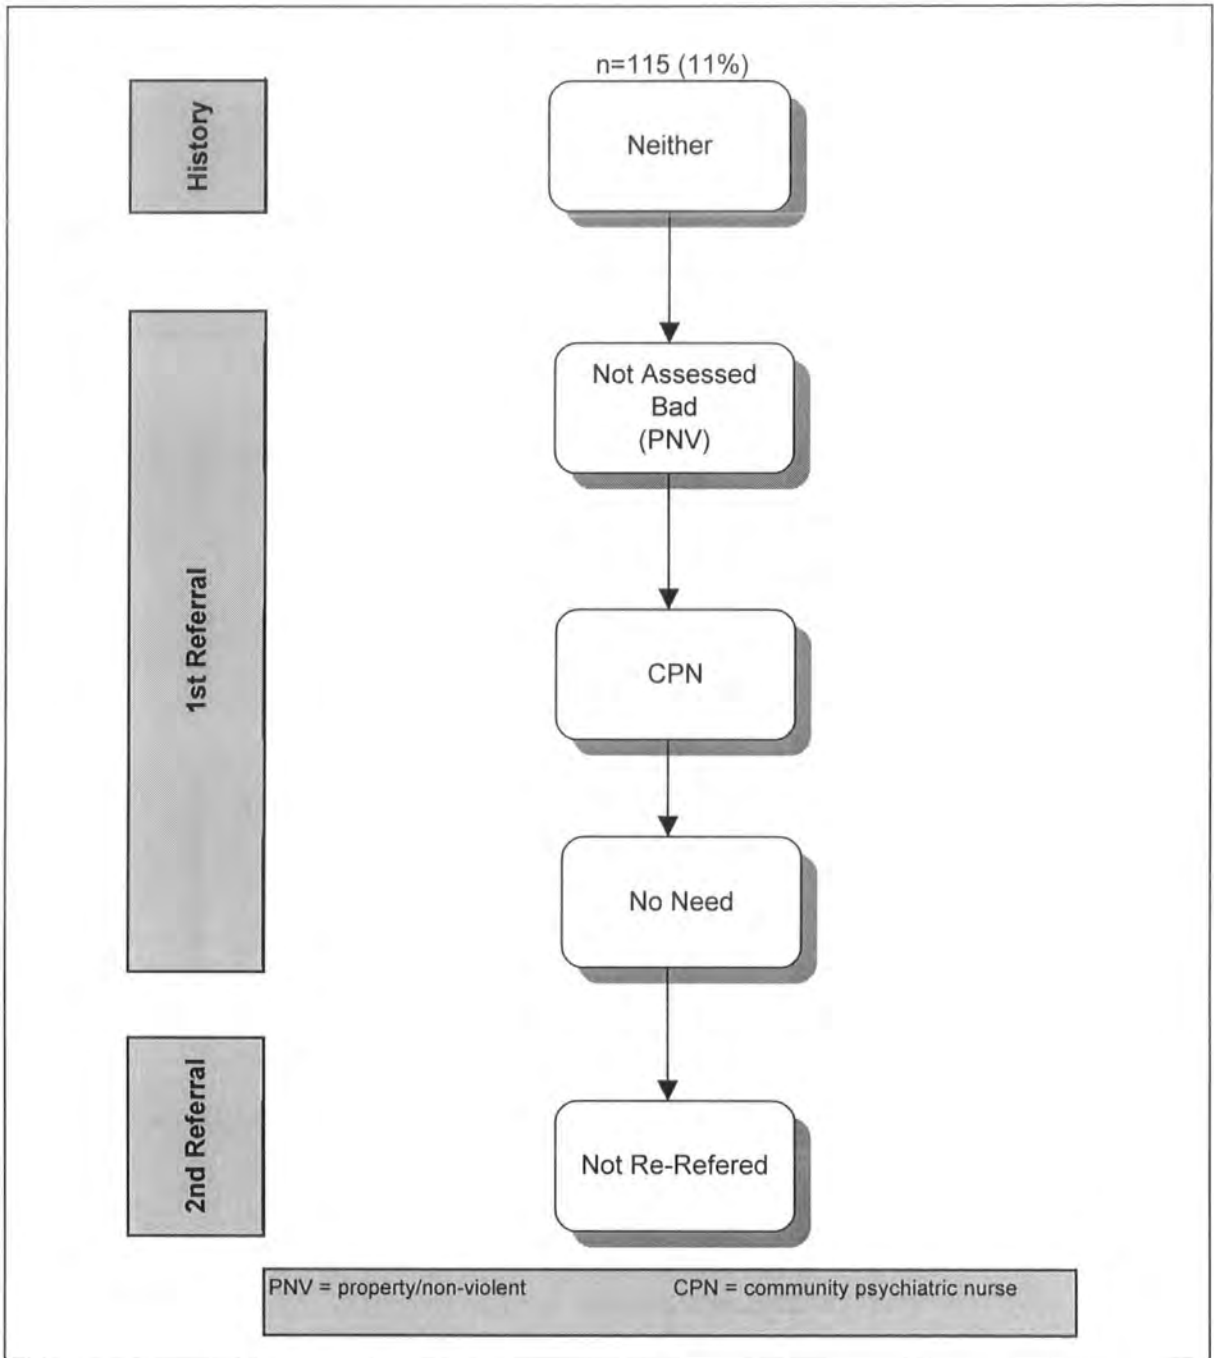 n=115 (11%)
History
Neither
Not Assessed
Bad
(PNV)
1st Referral
CPN
No Need
2nd Referral
Not Re-Refered
PNV = property/non-violent CPN = community psychiatric nurse